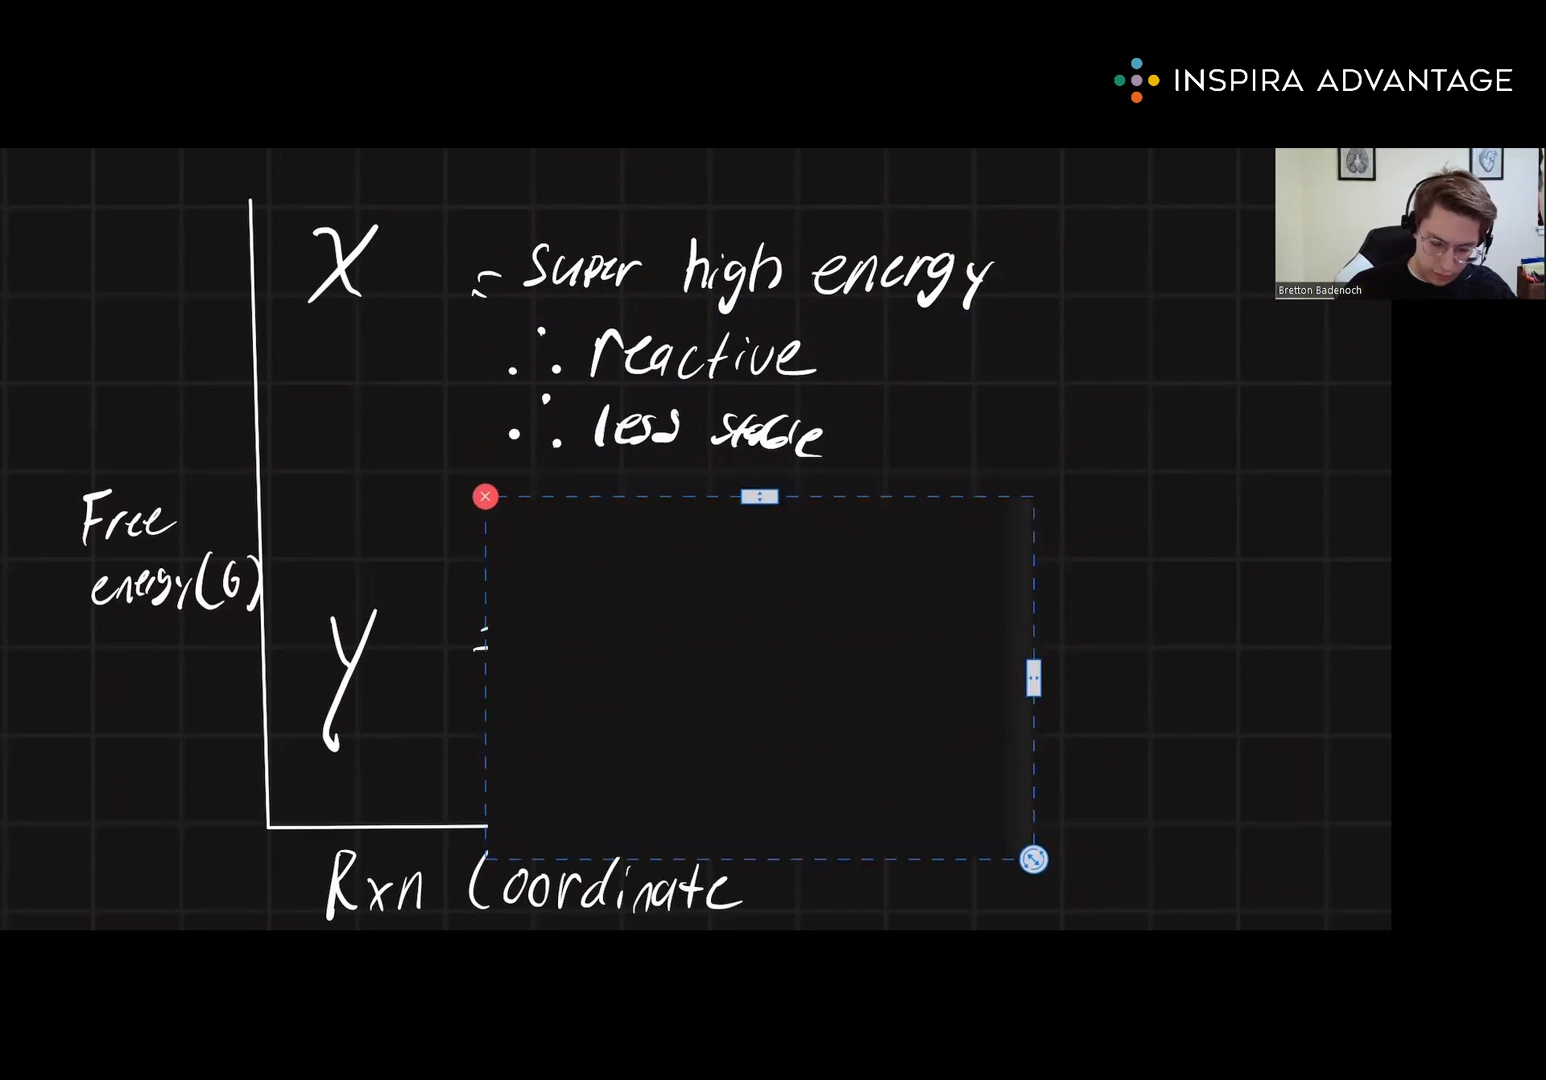 INSPIRA ADVANTAGE
Bretton Badenoch
X = super high energy
∴ reactive
∴ less stable
Free
energy (G)
y =
Rxn Coordinate